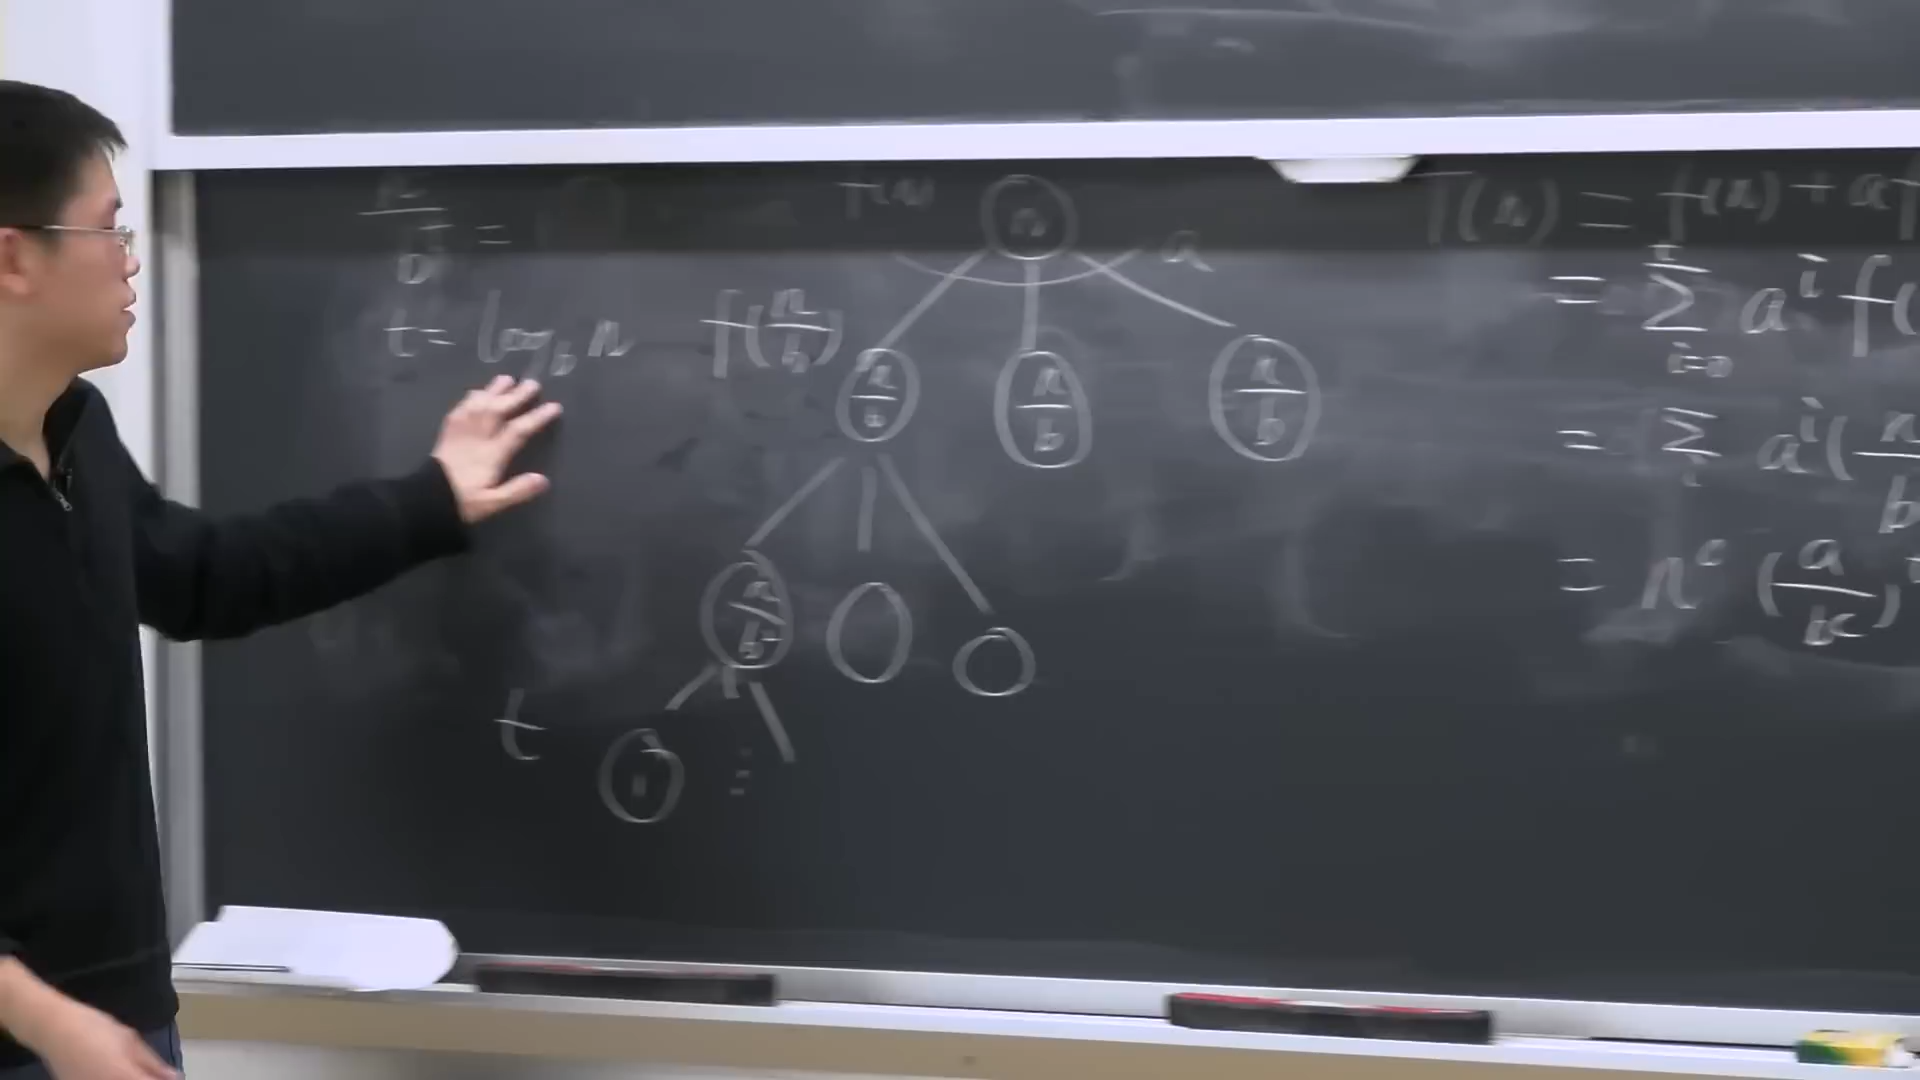 n/b^t = 1
t = log_b n
f(n)
n
a
f(n/b)
n/b
n/b
n/b
n/b²
t
1
⋮
T(n) = f(n) + a
= Σ_{i=0} a^i f(
= Σ_i a^i (n/b
= n^c (a/b^c)